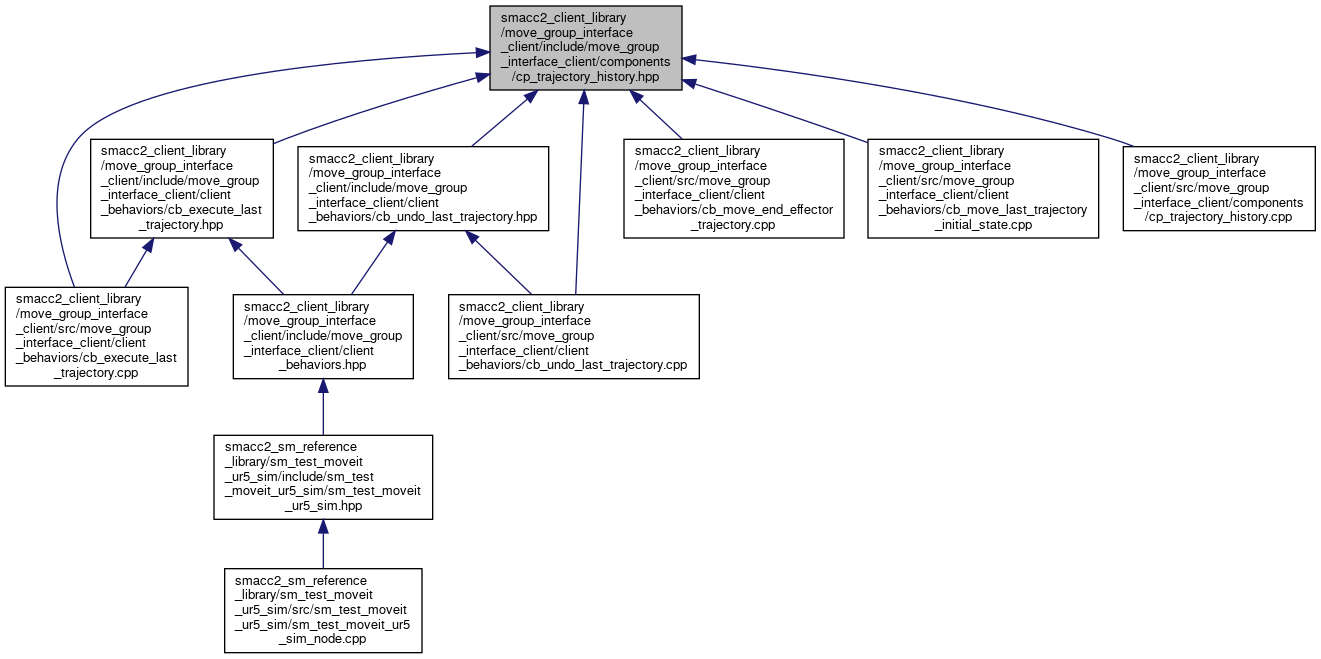 smacc2_client_library
/move_group_interface
_client/include/move_group
_interface_client/components
/cp_trajectory_history.hpp
smacc2_client_library
/move_group_interface
_client/include/move_group
_interface_client/client
_behaviors/cb_execute_last
_trajectory.hpp
smacc2_client_library
/move_group_interface
_client/include/move_group
_interface_client/client
_behaviors/cb_undo_last_trajectory.hpp
smacc2_client_library
/move_group_interface
_client/src/move_group
_interface_client/client
_behaviors/cb_move_end_effector
_trajectory.cpp
smacc2_client_library
/move_group_interface
_client/src/move_group
_interface_client/client
_behaviors/cb_move_last_trajectory
_initial_state.cpp
smacc2_client_library
/move_group_interface
_client/src/move_group
_interface_client/components
/cp_trajectory_history.cpp
smacc2_client_library
/move_group_interface
_client/src/move_group
_interface_client/client
_behaviors/cb_execute_last
_trajectory.cpp
smacc2_client_library
/move_group_interface
_client/include/move_group
_interface_client/client
_behaviors.hpp
smacc2_client_library
/move_group_interface
_client/src/move_group
_interface_client/client
_behaviors/cb_undo_last_trajectory.cpp
smacc2_sm_reference
_library/sm_test_moveit
_ur5_sim/include/sm_test
_moveit_ur5_sim/sm_test_moveit
_ur5_sim.hpp
smacc2_sm_reference
_library/sm_test_moveit
_ur5_sim/src/sm_test_moveit
_ur5_sim/sm_test_moveit_ur5
_sim_node.cpp